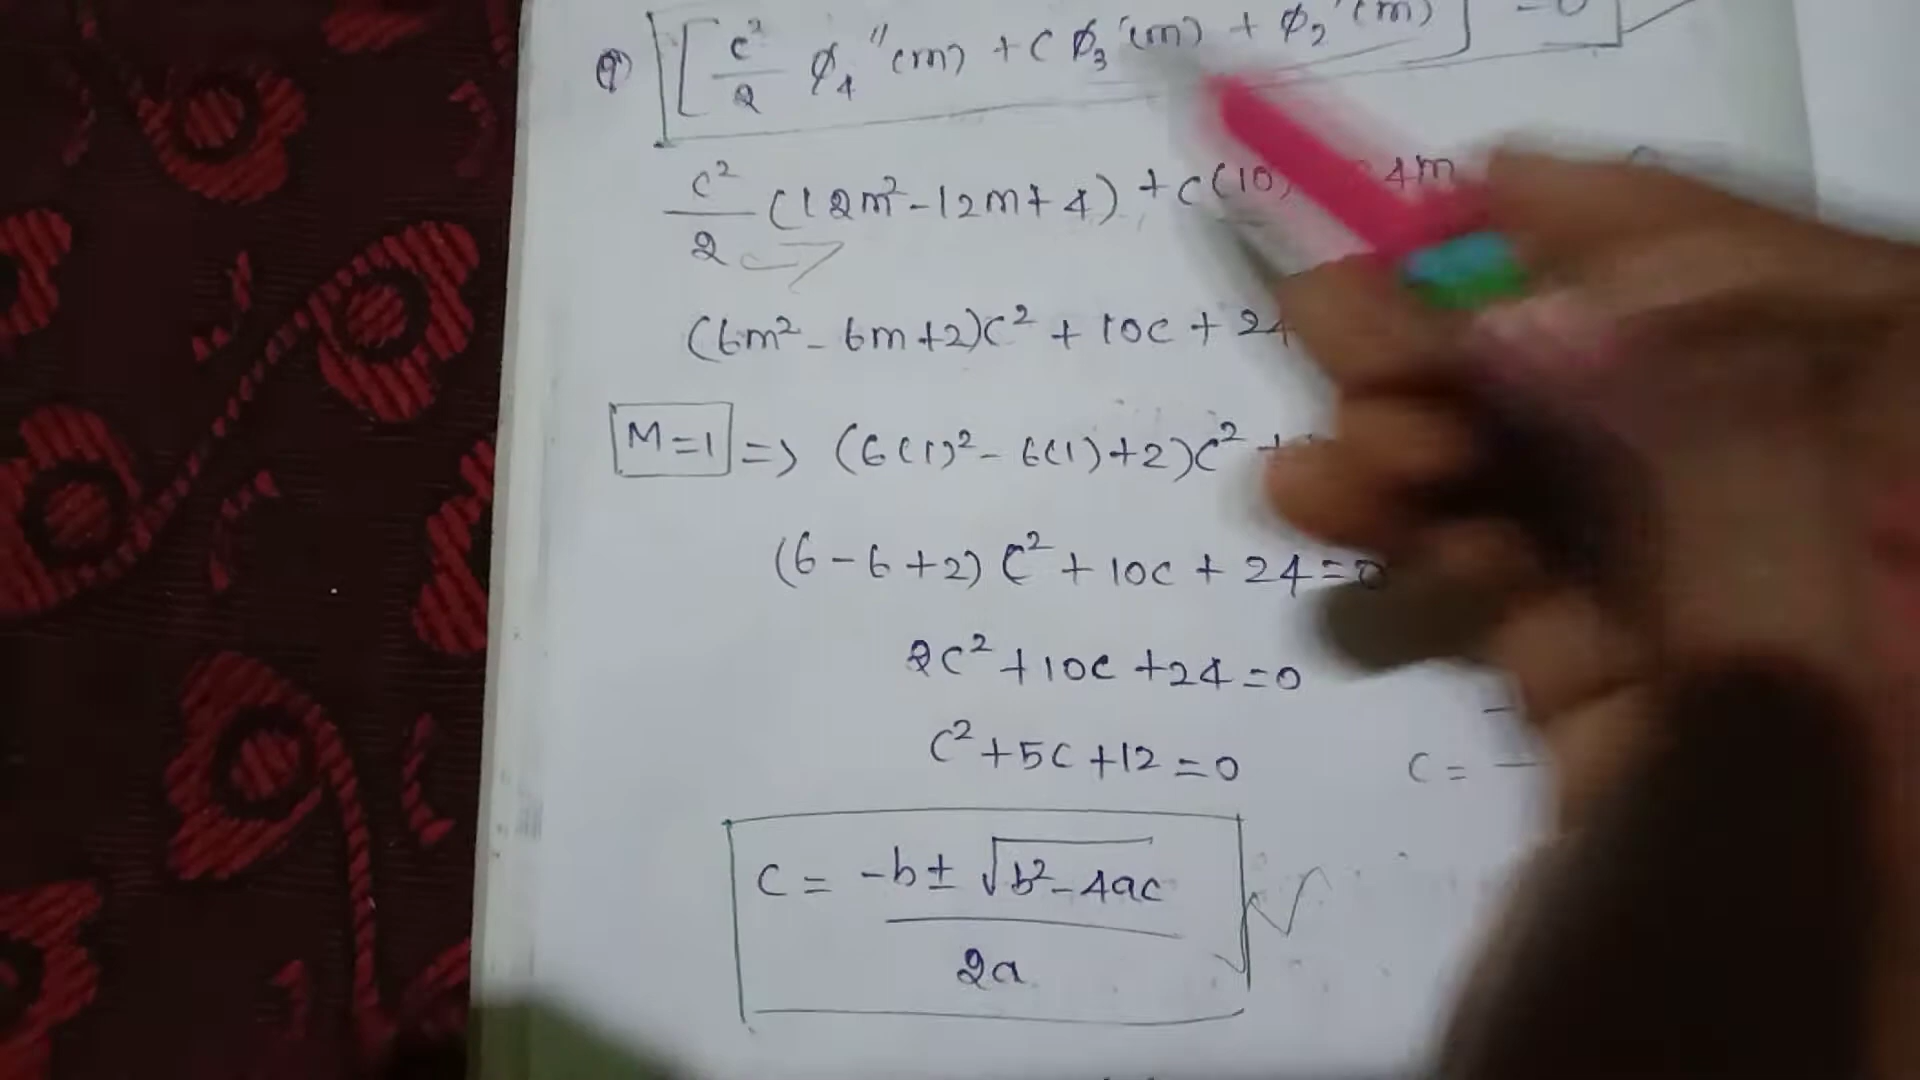 [c²/2 ϕ₄''(m) + c ϕ₃'(m) + ϕ₂'(m)] = 0
c²/2 (12m² - 12m + 4) + c(10) 4m
(6m² - 6m + 2)c² + 10c + 24
M = 1 => (6(1)² - 6(1) + 2)c² +
(6 - 6 + 2) c² + 10c + 24 = 0
2c² + 10c + 24 = 0
c² + 5c + 12 = 0
c =
c = -b ± √b² - 4ac / 2a